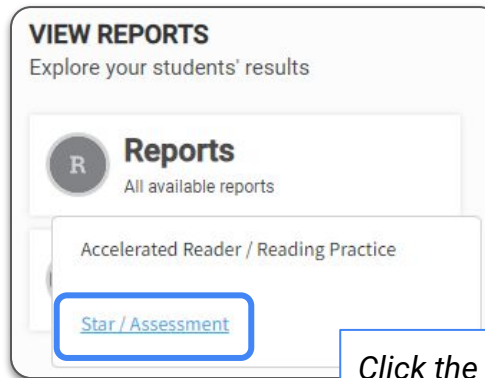 VIEW REPORTS
Explore your students' results
R
Reports
All available reports
Accelerated Reader / Reading Practice
Star / Assessment
Click the